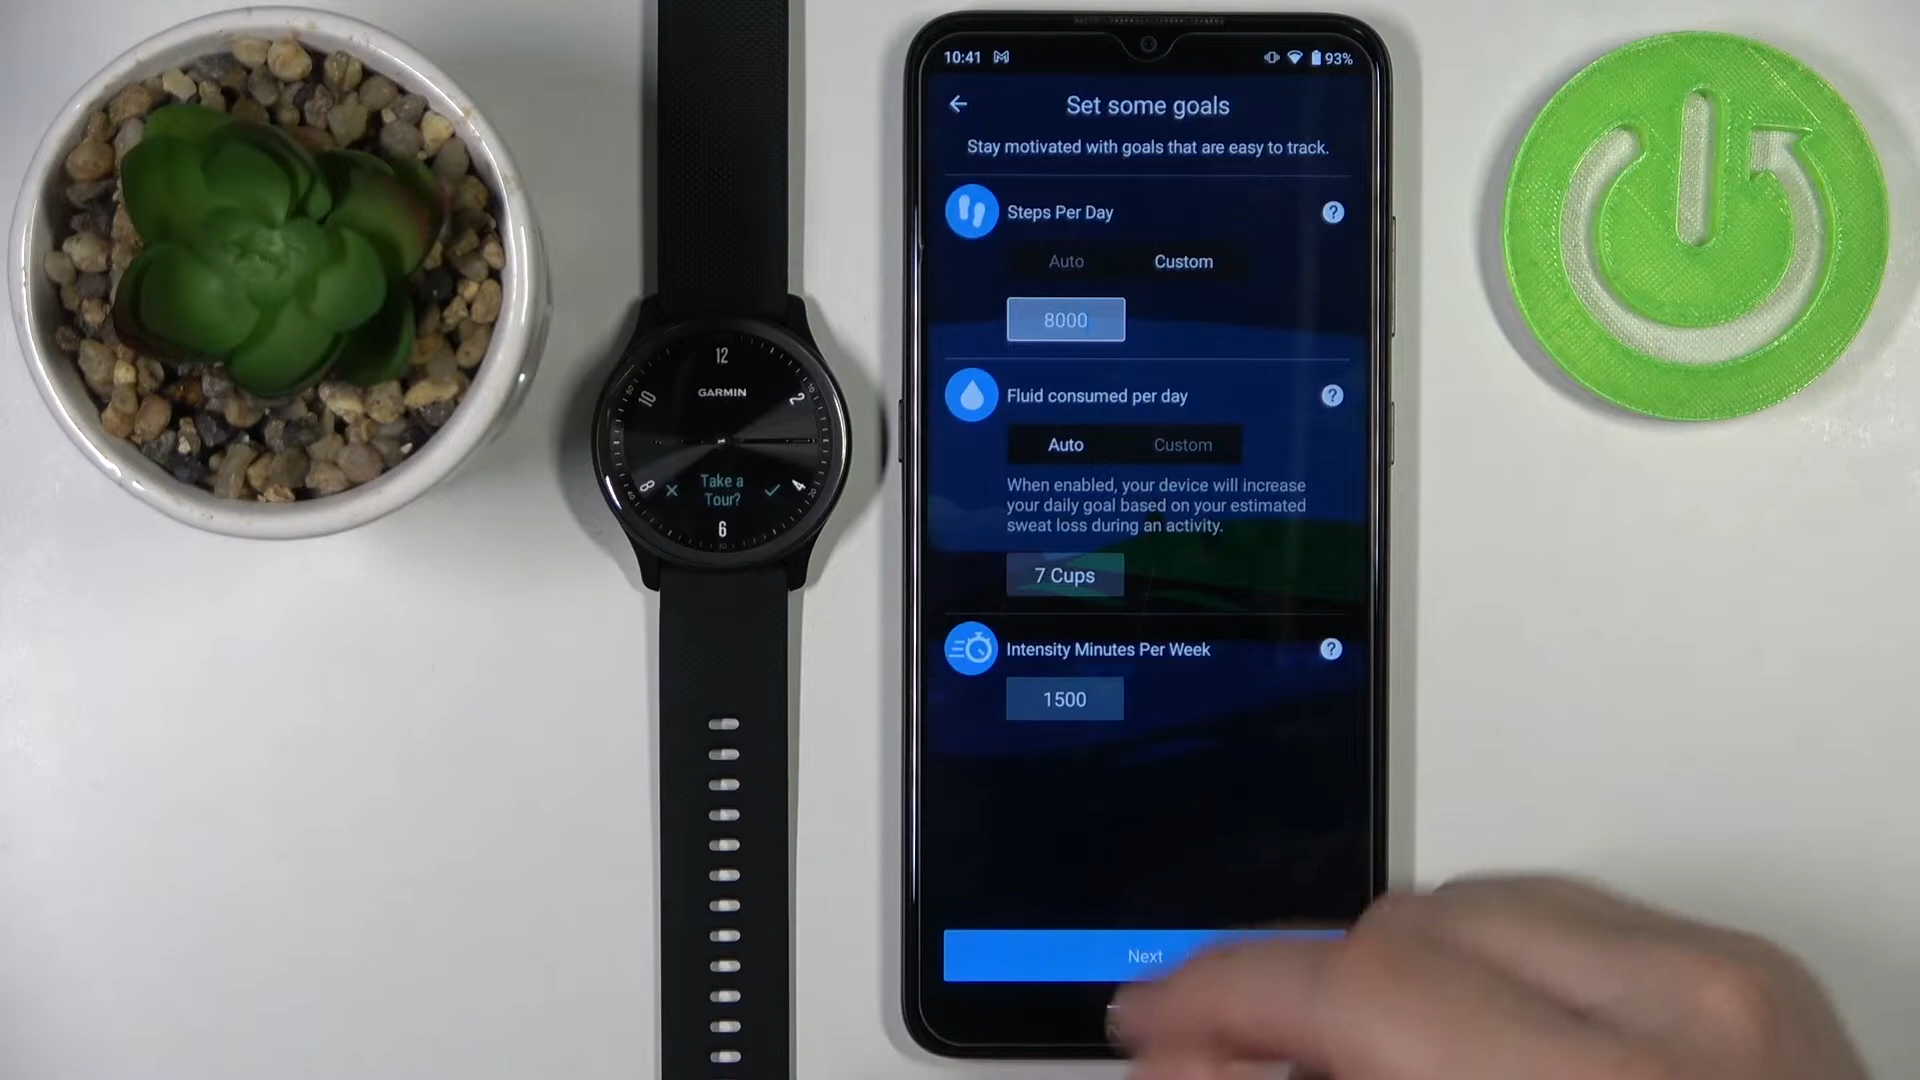 10:41
93%
Set some goals
Stay motivated with goals that are easy to track.
Steps Per Day
?
Auto
Custom
8000
Fluid consumed per day
?
Auto
Custom
When enabled, your device will increase
your daily goal based on your estimated
sweat loss during an activity.
7 Cups
Intensity Minutes Per Week
?
1500
Next
12
10
2
GARMIN
8
4
Take a
Tour?
6